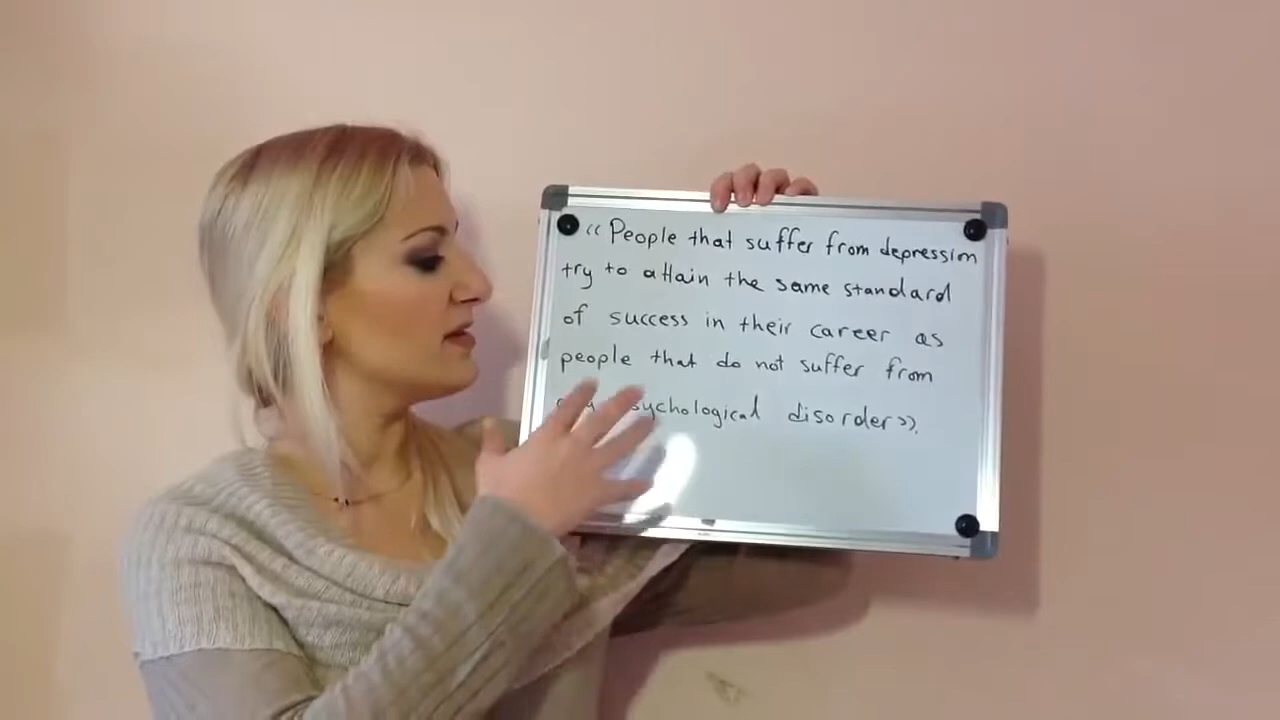 ‹‹ People that suffer from depression
try to attain the same standard
of success in their career as
people that do not suffer from
psychological disorder››.